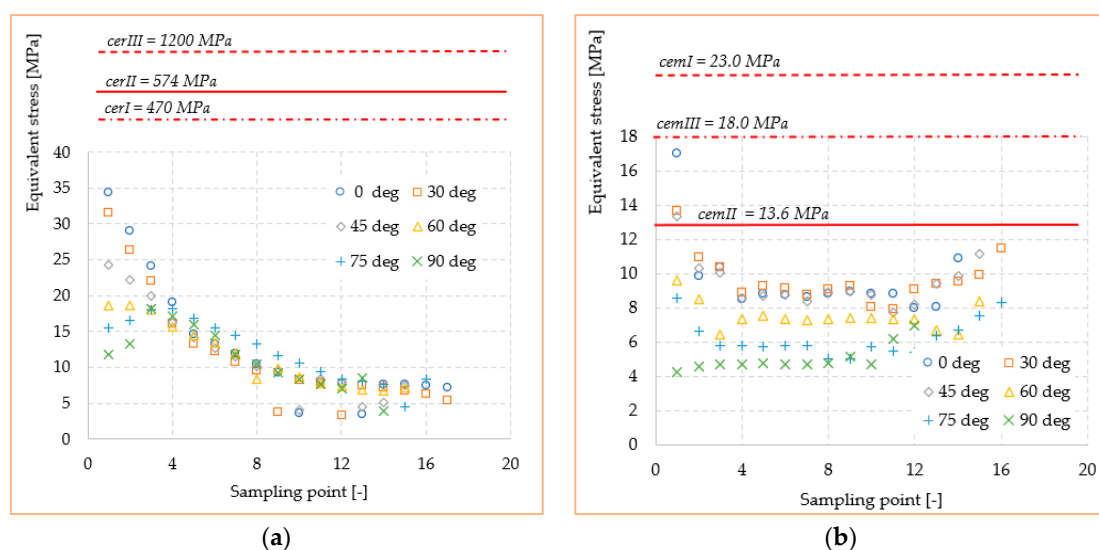 cerIII = 1200 MPa
cerII = 574 MPa
cerI = 470 MPa
Equivalent stress [MPa]
40
35
30
25
20
15
10
5
0
0 deg
30 deg
45 deg
60 deg
75 deg
90 deg
0 4 8 12 16 20
Sampling point [-]
(a)
cemI = 23.0 MPa
cemIII = 18.0 MPa
cemII = 13.6 MPa
Equivalent stress [MPa]
18
16
14
12
10
8
6
4
2
0
0 deg
30 deg
45 deg
60 deg
75 deg
90 deg
0 4 8 12 16 20
Sampling point [-]
(b)